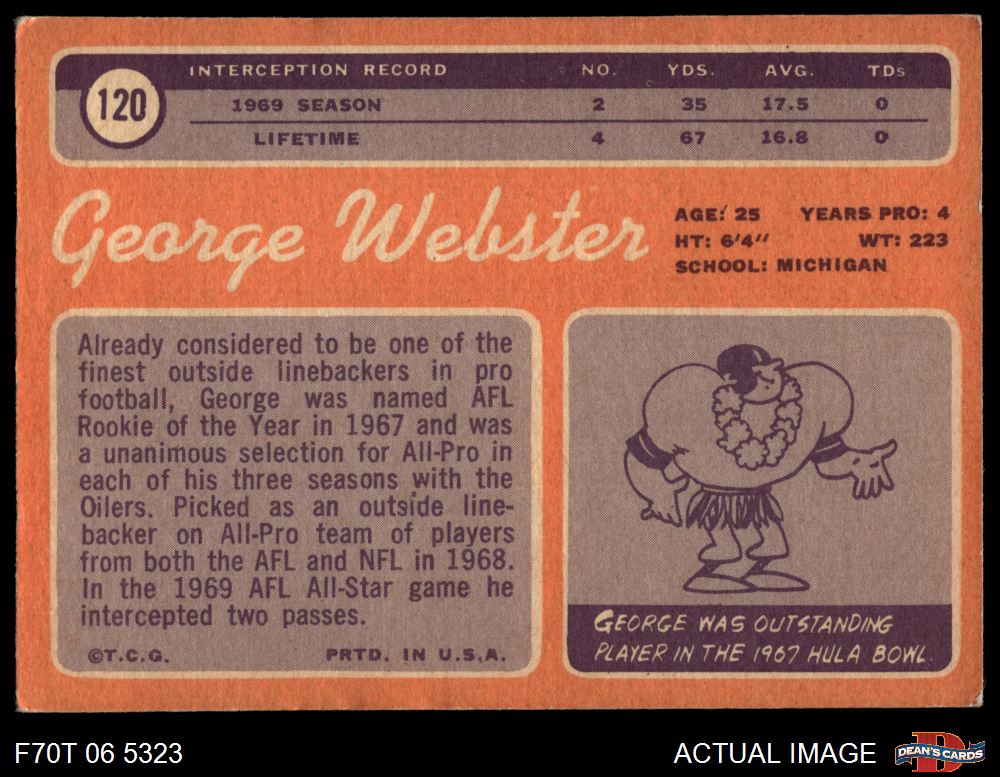 120
INTERCEPTION RECORD NO. YDS. AVG. TDs
1969 SEASON 2 35 17.5 0
LIFETIME 4 67 16.8 0
George Webster
AGE: 25 YEARS PRO: 4
HT: 6'4" WT: 223
SCHOOL: MICHIGAN
Already considered to be one of the
finest outside linebackers in pro
football, George was named AFL
Rookie of the Year in 1967 and was
a unanimous selection for All-Pro in
each of his three seasons with the
Oilers. Picked as an outside line-
backer on All-Pro team of players
from both the AFL and NFL in 1968.
In the 1969 AFL All-Star game he
intercepted two passes.
©T.C.G. PRTD. IN U.S.A.
GEORGE WAS OUTSTANDING
PLAYER IN THE 1967 HULA BOWL.
F70T 06 5323 ACTUAL IMAGE
D
DEAN'S CARDS